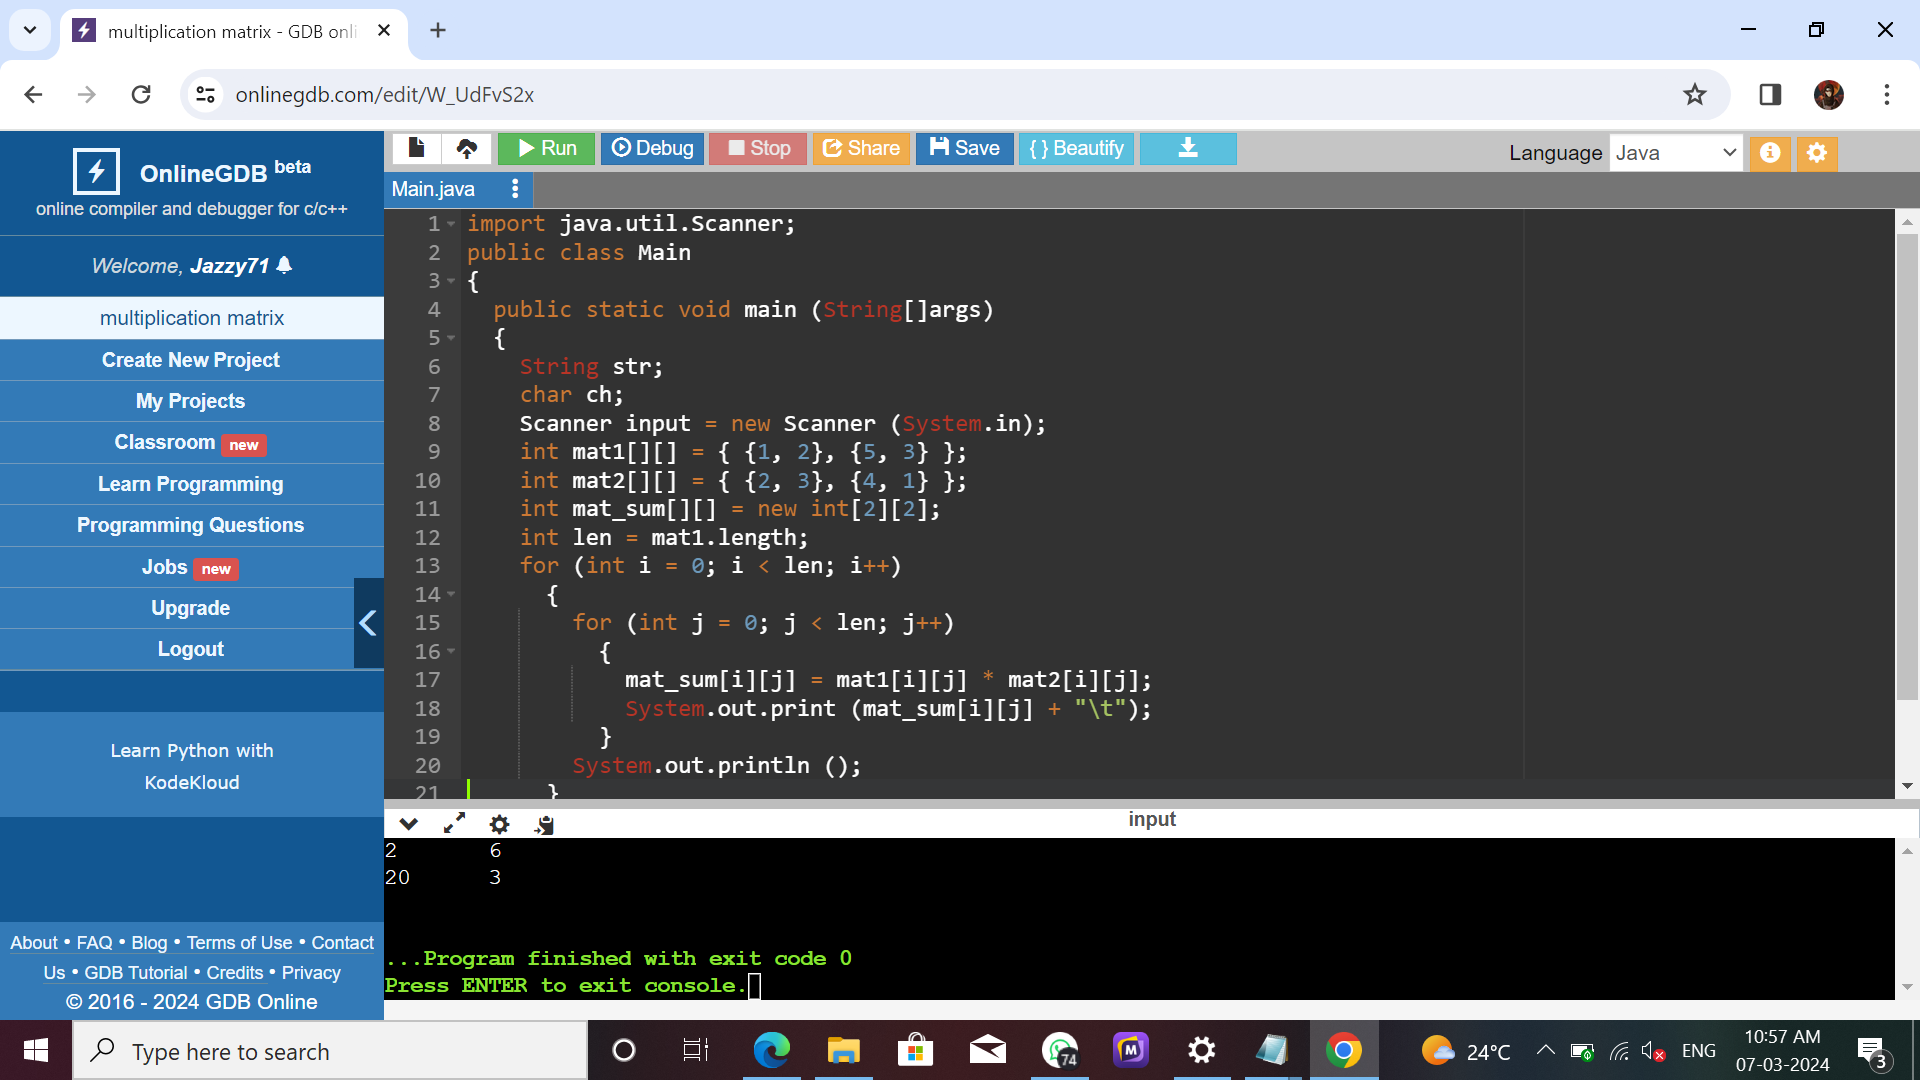 multiplication matrix - GDB onli
onlinegdb.com/edit/W_UdFvS2x
OnlineGDB beta
online compiler and debugger for c/c++
Welcome, Jazzy71
multiplication matrix
Create New Project
My Projects
Classroom new
Learn Programming
Programming Questions
Jobs new
Upgrade
Logout
Learn Python with
KodeKloud
About • FAQ • Blog • Terms of Use • Contact
Us • GDB Tutorial • Credits • Privacy
© 2016 - 2024 GDB Online
Run Debug Stop Share Save { } Beautify
Language Java
Main.java
1 import java.util.Scanner;
2 public class Main
3 {
4 public static void main (String[]args)
5 {
6 String str;
7 char ch;
8 Scanner input = new Scanner (System.in);
9 int mat1[][] = { {1, 2}, {5, 3} };
10 int mat2[][] = { {2, 3}, {4, 1} };
11 int mat_sum[][] = new int[2][2];
12 int len = mat1.length;
13 for (int i = 0; i < len; i++)
14 {
15 for (int j = 0; j < len; j++)
16 {
17 mat_sum[i][j] = mat1[i][j] * mat2[i][j];
18 System.out.print (mat_sum[i][j] + "\t");
19 }
20 System.out.println ();
21 }
input
2 6
20 3
...Program finished with exit code 0
Press ENTER to exit console.
Type here to search
74
M
24°C
ENG
10:57 AM
07-03-2024
3